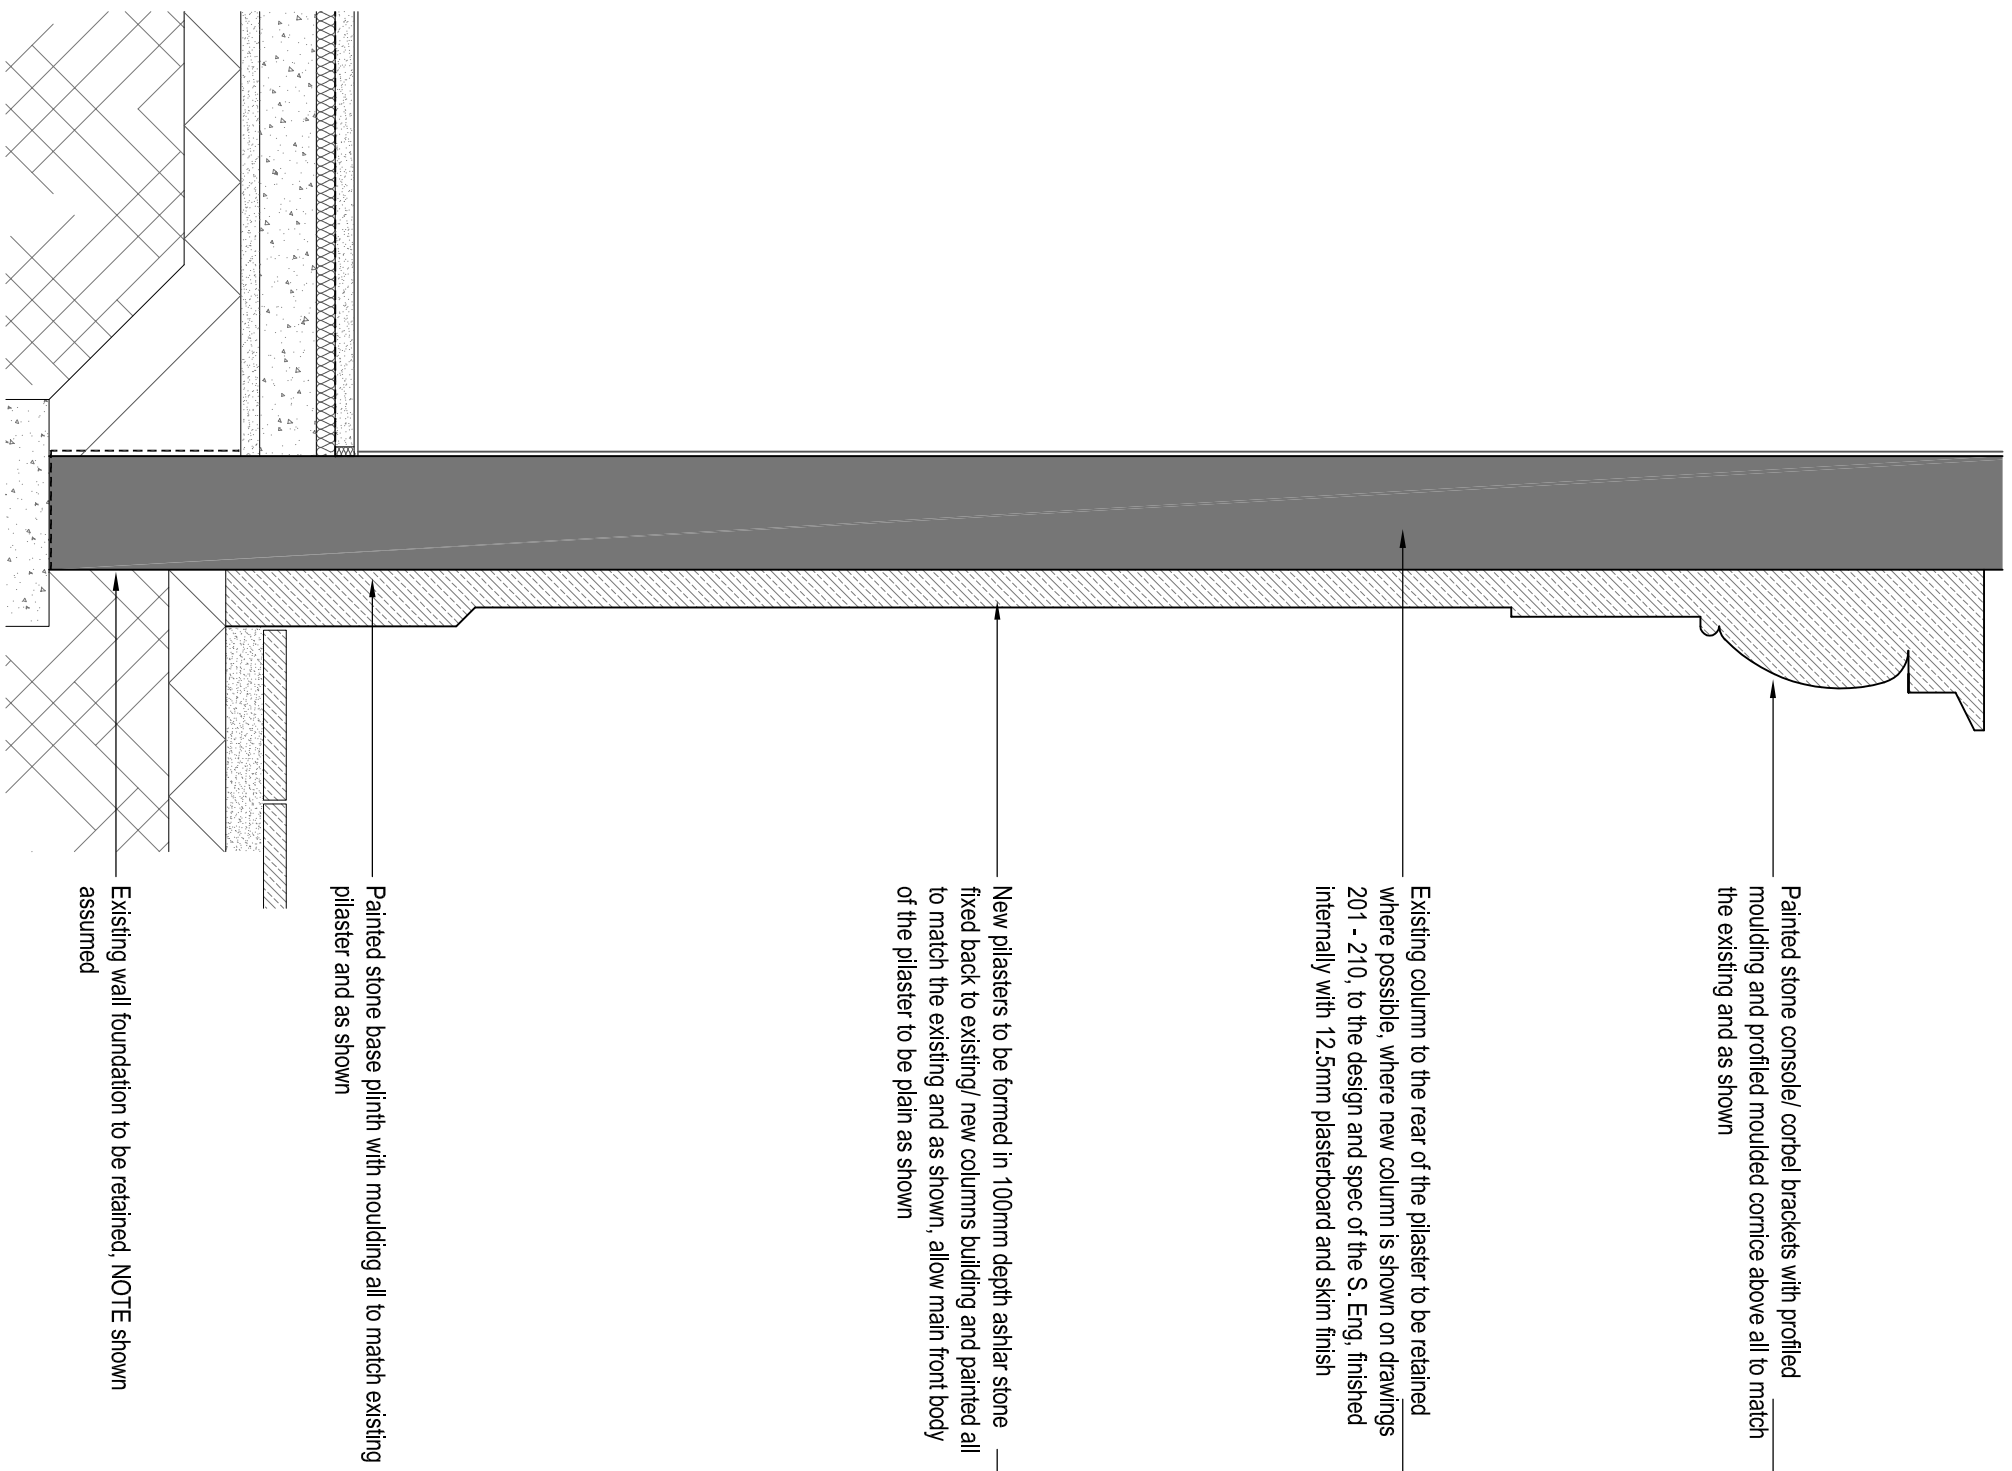 Painted stone console/ corbel brackets with profiled
moulding and profiled moulded cornice above all to match
the existing and as shown
Existing column to the rear of the pilaster to be retained
where possible, where new column is shown on drawings
201 - 210, to the design and spec of the S. Eng, finished
internally with 12.5mm plasterboard and skim finish
New pilasters to be formed in 100mm depth ashlar stone
fixed back to existing/ new columns building and painted all
to match the existing and as shown, allow main front body
of the pilaster to be plain as shown
Painted stone base plinth with moulding all to match existing
pilaster and as shown
Existing wall foundation to be retained, NOTE shown
assumed